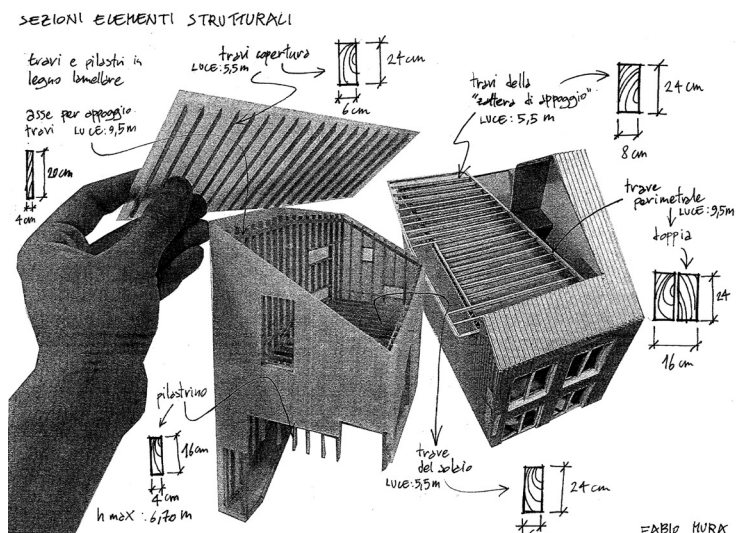 SEZIONI ELEMENTI STRUTTURALI
travi e pilastri in
legno lamellare
asse per appoggio
travi LUCE: 9,5 m
20 cm
4 cm
travi copertura
LUCE: 5,5 m
24 cm
6 cm
travi della
"zattera di appoggio"
LUCE: 5,5 m
24 cm
8 cm
trave
perimetrale
LUCE: 9,5 m
doppia
24
16 cm
pilastrino
16 cm
4 cm
h max: 6,70 m
trave
del solaio
LUCE: 5,5 m
24 cm
FABIO MURA